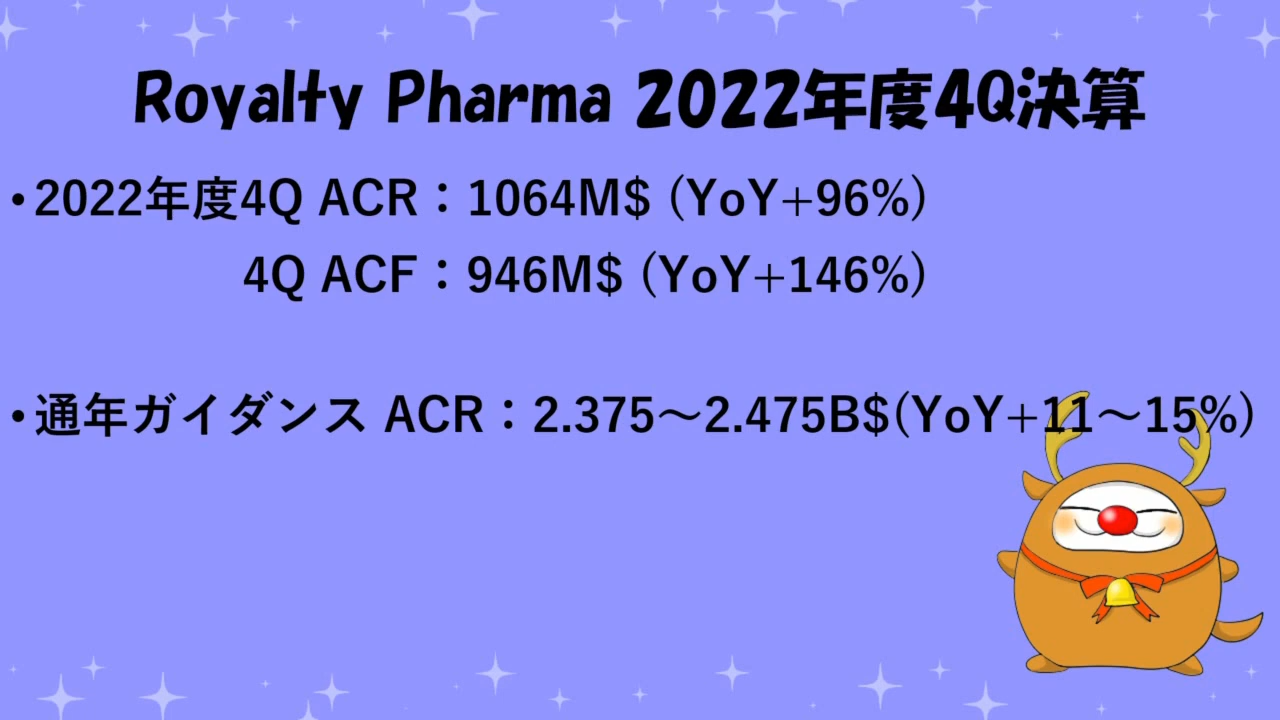 Royalty Pharma 2022年度4Q決算
•2022年度4Q ACR：1064M$ (YoY+96%)
4Q ACF：946M$ (YoY+146%)
•通年ガイダンス ACR：2.375～2.475B$(YoY+11～15%)